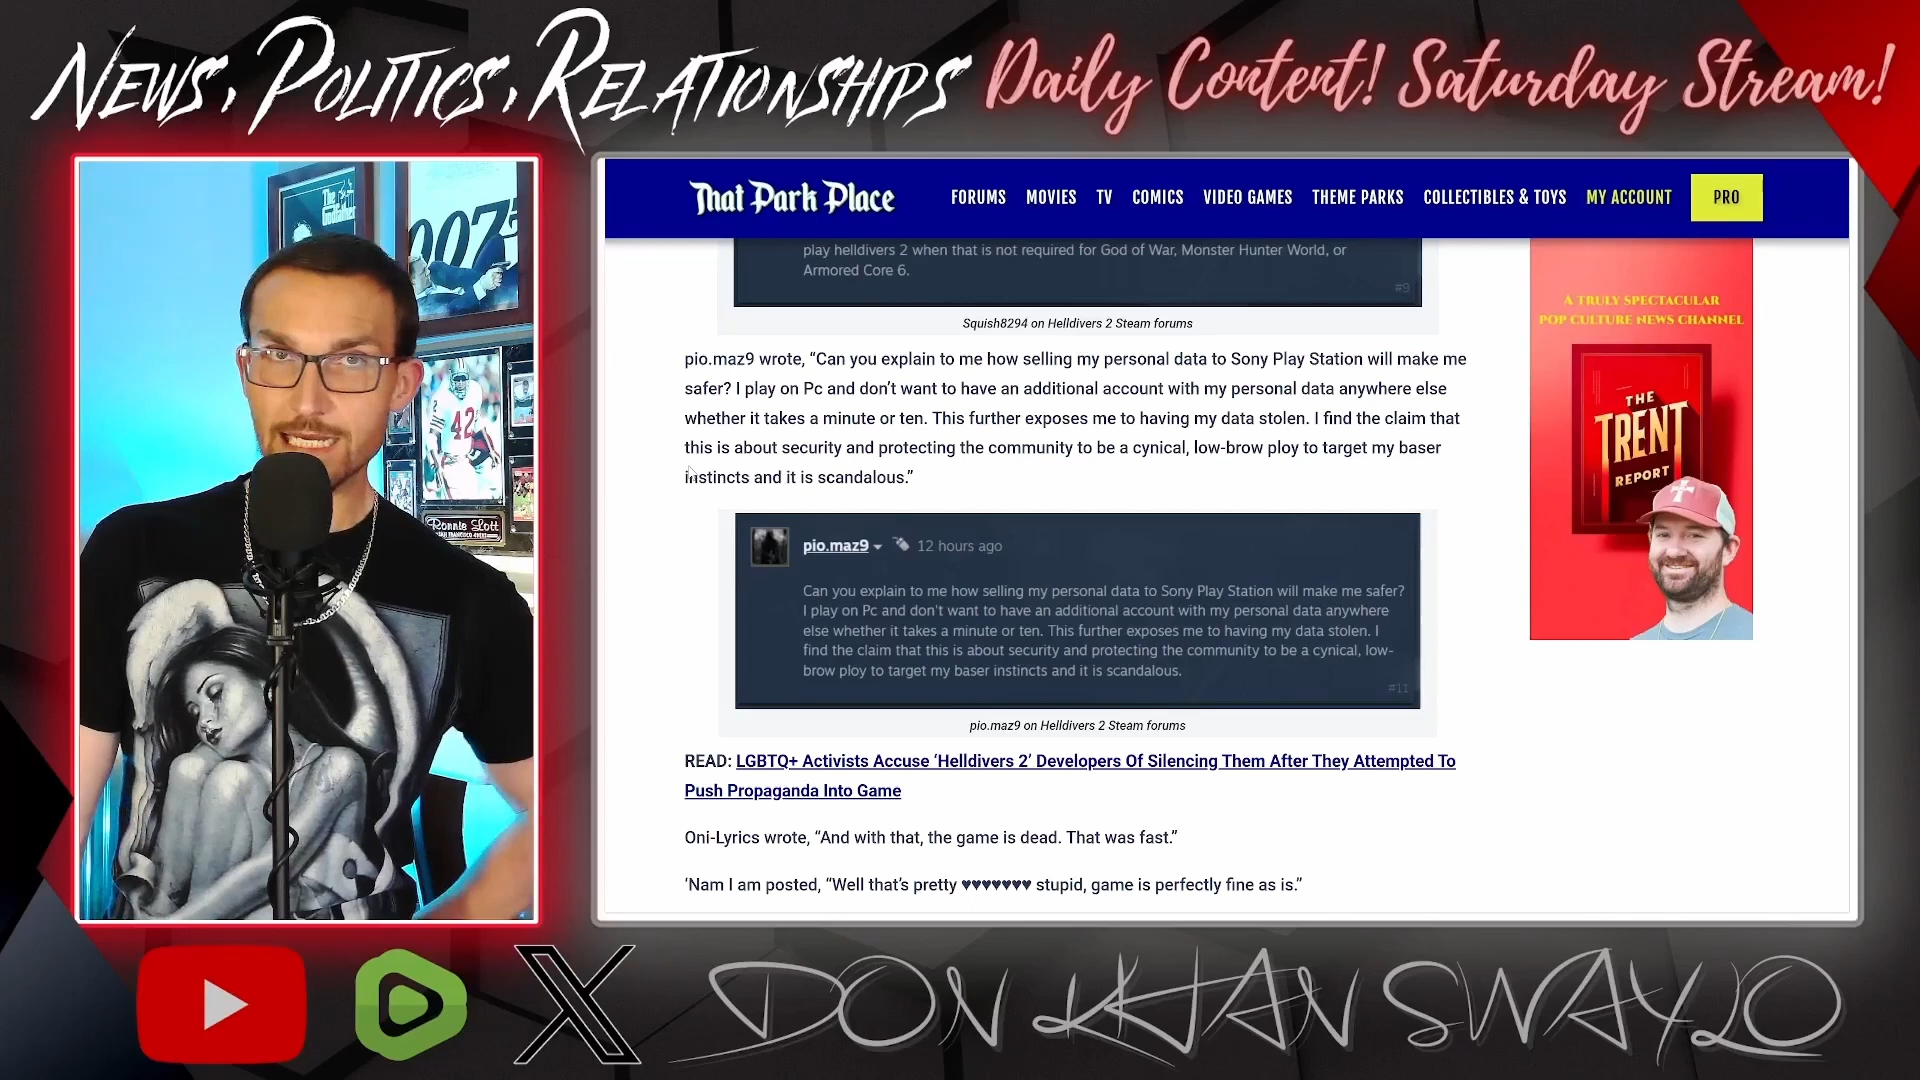 News, Politics, Relationships Daily Content! Saturday Stream!
The
Godfather
007
42
Ronnie Lott
SAN FRANCISCO 49ERS
That Park Place
FORUMS MOVIES TV COMICS VIDEO GAMES THEME PARKS COLLECTIBLES & TOYS MY ACCOUNT PRO
play helldivers 2 when that is not required for God of War, Monster Hunter World, or
Armored Core 6.
#9
Squish8294 on Helldivers 2 Steam forums
pio.maz9 wrote, “Can you explain to me how selling my personal data to Sony Play Station will make me
safer? I play on Pc and don’t want to have an additional account with my personal data anywhere else
whether it takes a minute or ten. This further exposes me to having my data stolen. I find the claim that
this is about security and protecting the community to be a cynical, low-brow ploy to target my baser
instincts and it is scandalous.”
pio.maz9 12 hours ago
Can you explain to me how selling my personal data to Sony Play Station will make me safer?
I play on Pc and don't want to have an additional account with my personal data anywhere
else whether it takes a minute or ten. This further exposes me to having my data stolen. I
find the claim that this is about security and protecting the community to be a cynical, low-
brow ploy to target my baser instincts and it is scandalous.
#11
pio.maz9 on Helldivers 2 Steam forums
READ: LGBTQ+ Activists Accuse ‘Helldivers 2’ Developers Of Silencing Them After They Attempted To
Push Propaganda Into Game
Oni-Lyrics wrote, “And with that, the game is dead. That was fast.”
‘Nam I am posted, “Well that’s pretty ♥♥♥♥♥♥♥ stupid, game is perfectly fine as is.”
A TRULY SPECTACULAR
POP CULTURE NEWS CHANNEL
THE
TRENT
REPORT
X DON KHAN SWAYLO